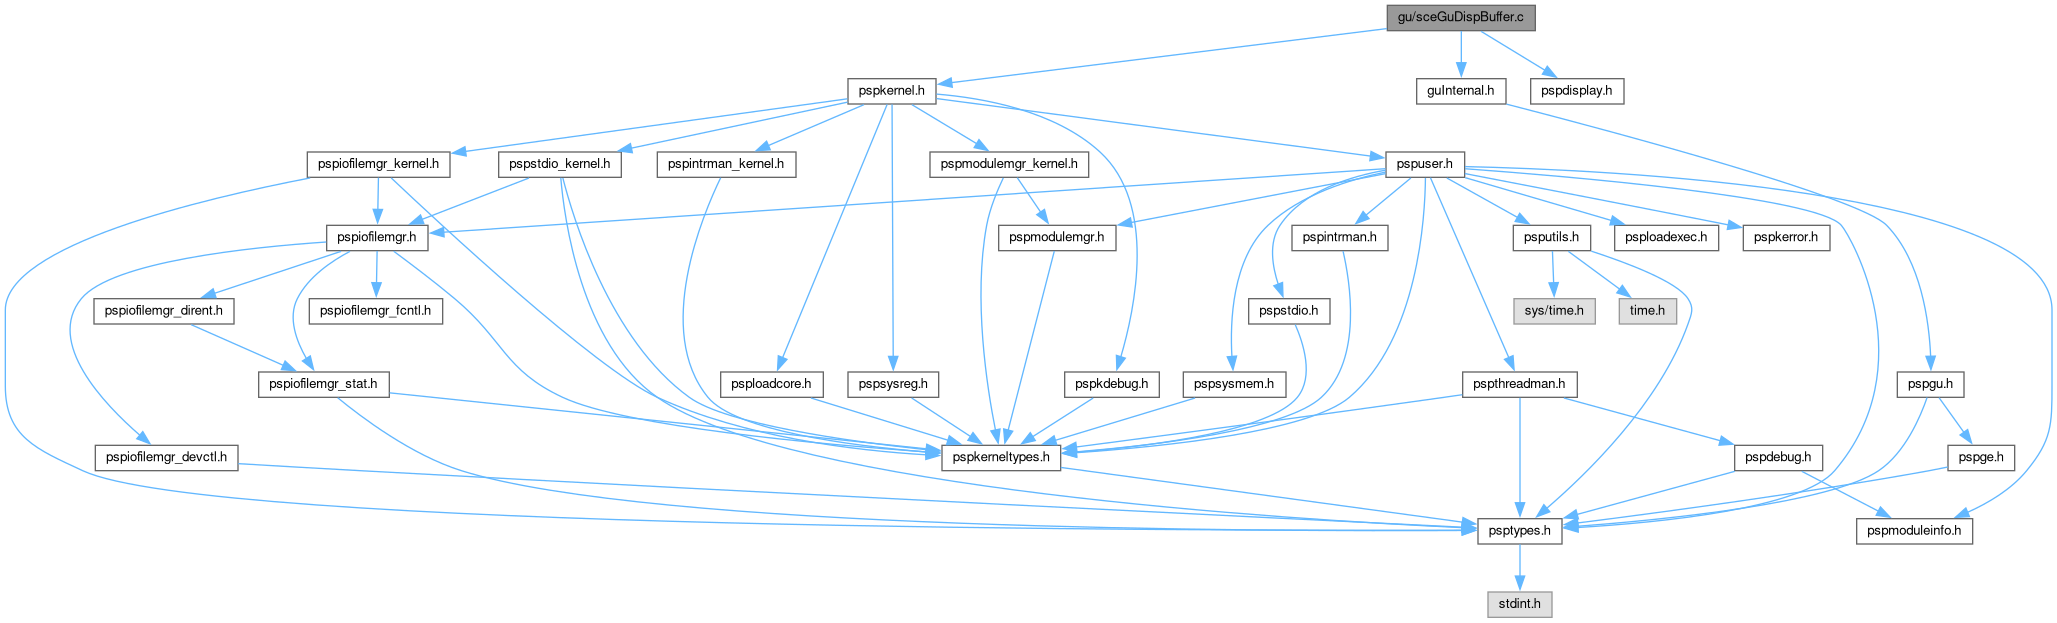 gu/sceGuDispBuffer.c
pspkernel.h
guInternal.h
pspdisplay.h
pspiofilemgr_kernel.h
pspstdio_kernel.h
pspintrman_kernel.h
pspmodulemgr_kernel.h
pspuser.h
pspiofilemgr.h
pspmodulemgr.h
pspintrman.h
psputils.h
psploadexec.h
pspkerror.h
pspiofilemgr_dirent.h
pspiofilemgr_fcntl.h
pspstdio.h
sys/time.h
time.h
pspiofilemgr_stat.h
psploadcore.h
pspsysreg.h
pspkdebug.h
pspsysmem.h
pspthreadman.h
pspgu.h
pspiofilemgr_devctl.h
pspkerneltypes.h
pspdebug.h
pspge.h
psptypes.h
pspmoduleinfo.h
stdint.h